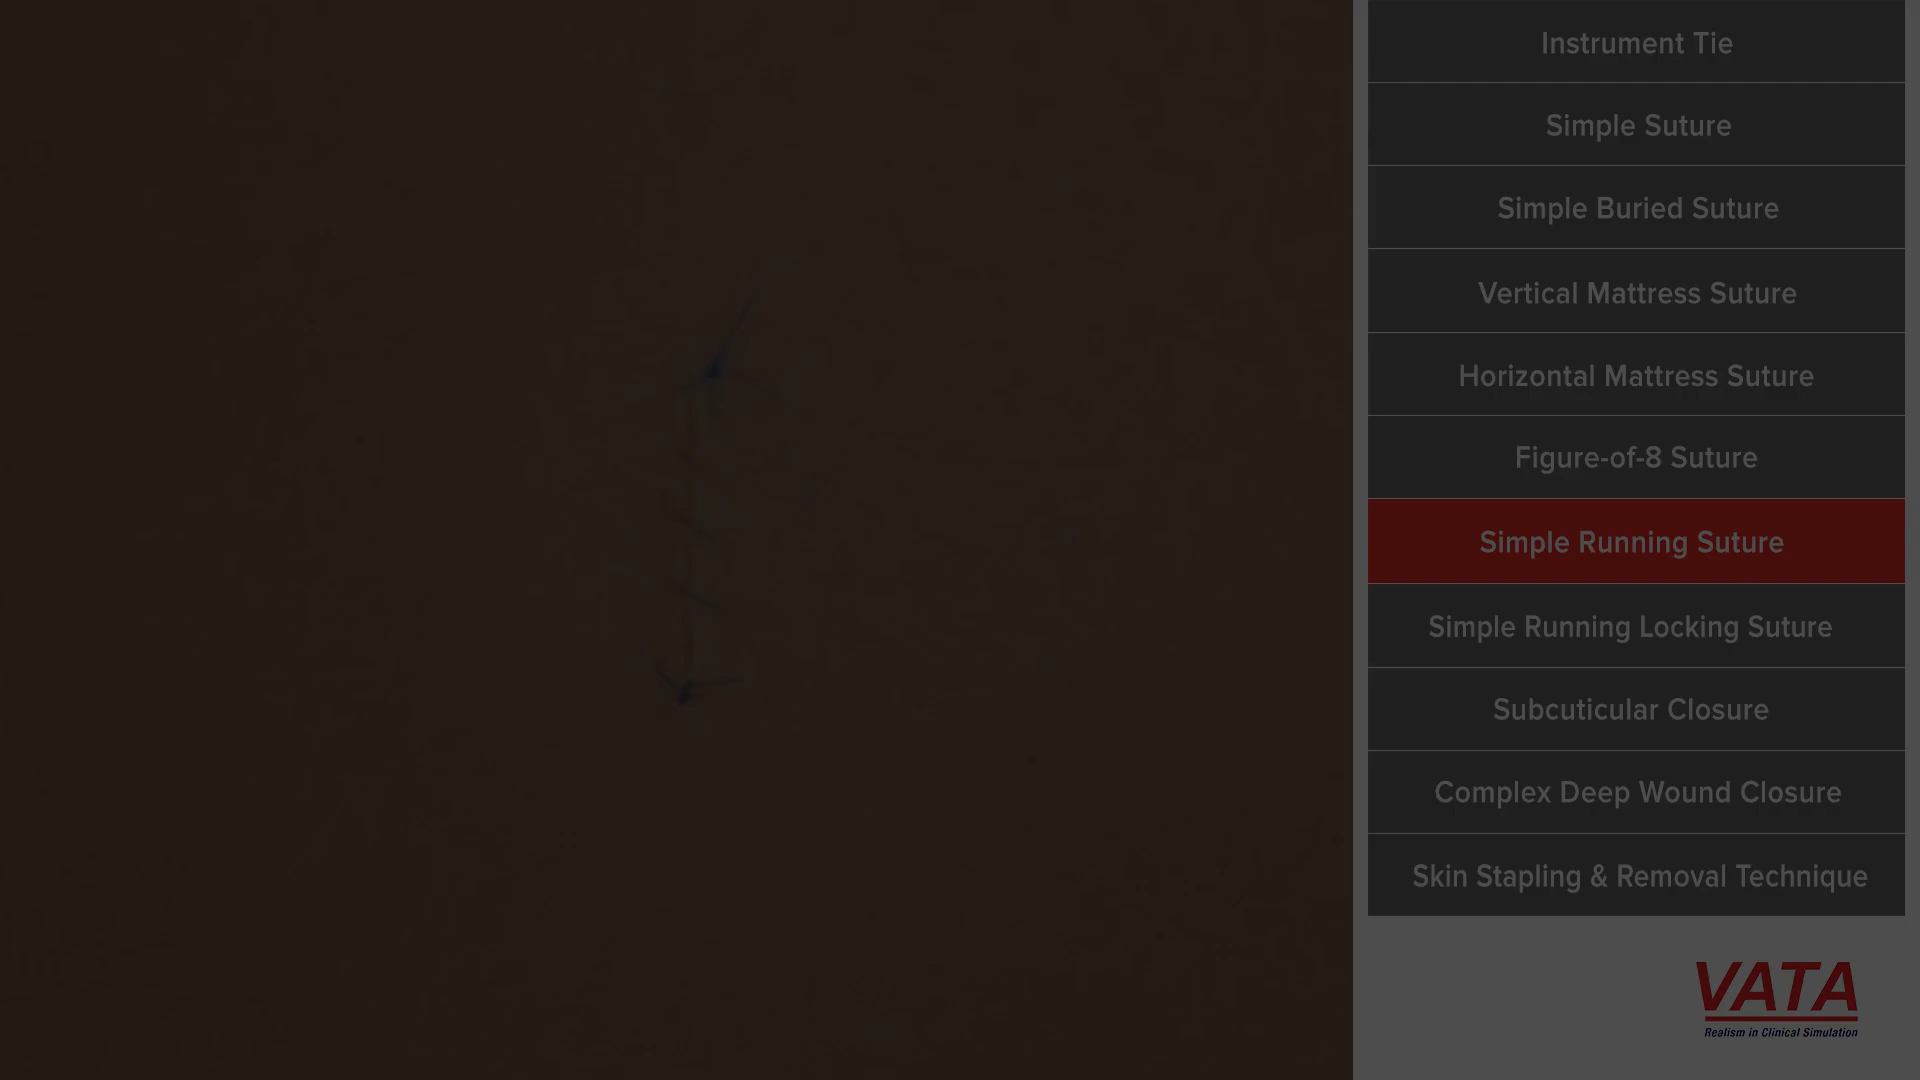 Instrument Tie
Simple Suture
Simple Buried Suture
Vertical Mattress Suture
Horizontal Mattress Suture
Figure-of-8 Suture
Simple Running Suture
Simple Running Locking Suture
Subcuticular Closure
Complex Deep Wound Closure
Skin Stapling & Removal Technique
VATA
Realism in Clinical Simulation